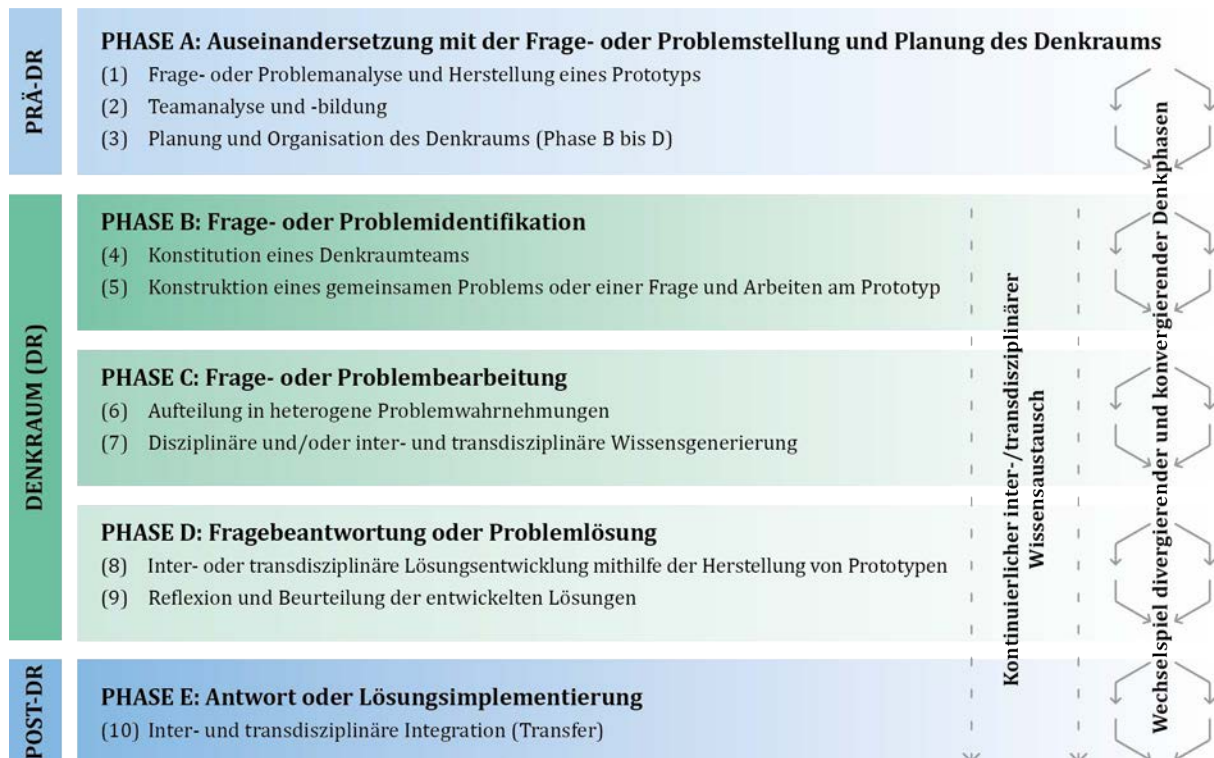 PRÄ-DR
PHASE A: Auseinandersetzung mit der Frage- oder Problemstellung und Planung des Denkraums
(1) Frage- oder Problemanalyse und Herstellung eines Prototyps
(2) Teamanalyse und -bildung
(3) Planung und Organisation des Denkraums (Phase B bis D)
DENKRAUM (DR)
PHASE B: Frage- oder Problemidentifikation
(4) Konstitution eines Denkraumteams
(5) Konstruktion eines gemeinsamen Problems oder einer Frage und Arbeiten am Prototyp
PHASE C: Frage- oder Problembearbeitung
(6) Aufteilung in heterogene Problemwahrnehmungen
(7) Disziplinäre und/oder inter- und transdisziplinäre Wissensgenerierung
PHASE D: Fragebeantwortung oder Problemlösung
(8) Inter- oder transdisziplinäre Lösungsentwicklung mithilfe der Herstellung von Prototypen
(9) Reflexion und Beurteilung der entwickelten Lösungen
POST-DR
PHASE E: Antwort oder Lösungsimplementierung
(10) Inter- und transdisziplinäre Integration (Transfer)
Kontinuierlicher inter-/transdisziplinärer
Wissensaustausch
Wechselspiel divergierender und konvergierender Denkphasen